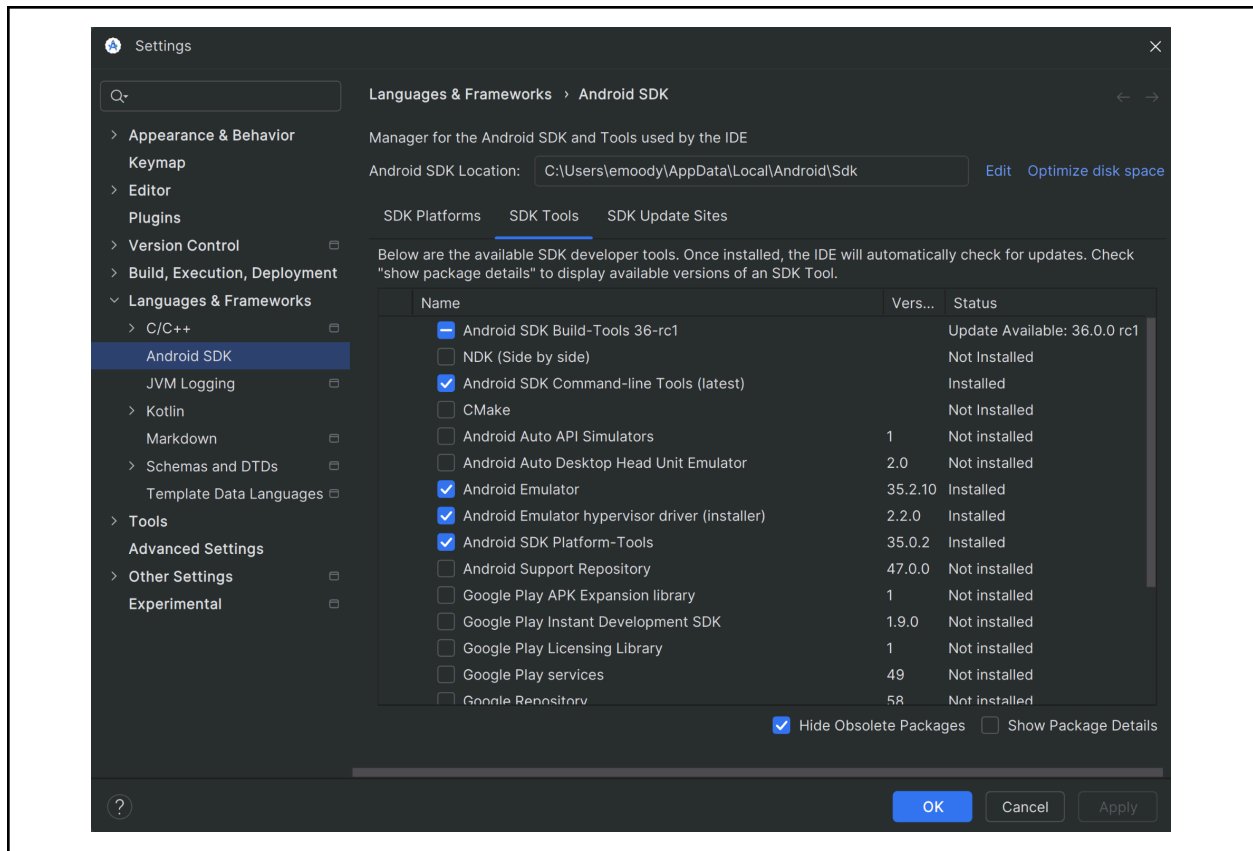 Settings
Languages & Frameworks › Android SDK
Appearance & Behavior
Keymap
Editor
Plugins
Version Control
Build, Execution, Deployment
Languages & Frameworks
C/C++
Android SDK
JVM Logging
Kotlin
Markdown
Schemas and DTDs
Template Data Languages
Tools
Advanced Settings
Other Settings
Experimental
Manager for the Android SDK and Tools used by the IDE
Android SDK Location: C:\Users\emoody\AppData\Local\Android\Sdk Edit Optimize disk space
SDK Platforms SDK Tools SDK Update Sites
Below are the available SDK developer tools. Once installed, the IDE will automatically check for updates. Check
"show package details" to display available versions of an SDK Tool.
Name Vers... Status
Android SDK Build-Tools 36-rc1 Update Available: 36.0.0 rc1
NDK (Side by side) Not Installed
Android SDK Command-line Tools (latest) Installed
CMake Not Installed
Android Auto API Simulators 1 Not installed
Android Auto Desktop Head Unit Emulator 2.0 Not installed
Android Emulator 35.2.10 Installed
Android Emulator hypervisor driver (installer) 2.2.0 Installed
Android SDK Platform-Tools 35.0.2 Installed
Android Support Repository 47.0.0 Not installed
Google Play APK Expansion library 1 Not installed
Google Play Instant Development SDK 1.9.0 Not installed
Google Play Licensing Library 1 Not installed
Google Play services 49 Not installed
Google Repository 58 Not installed
Hide Obsolete Packages Show Package Details
? OK Cancel Apply